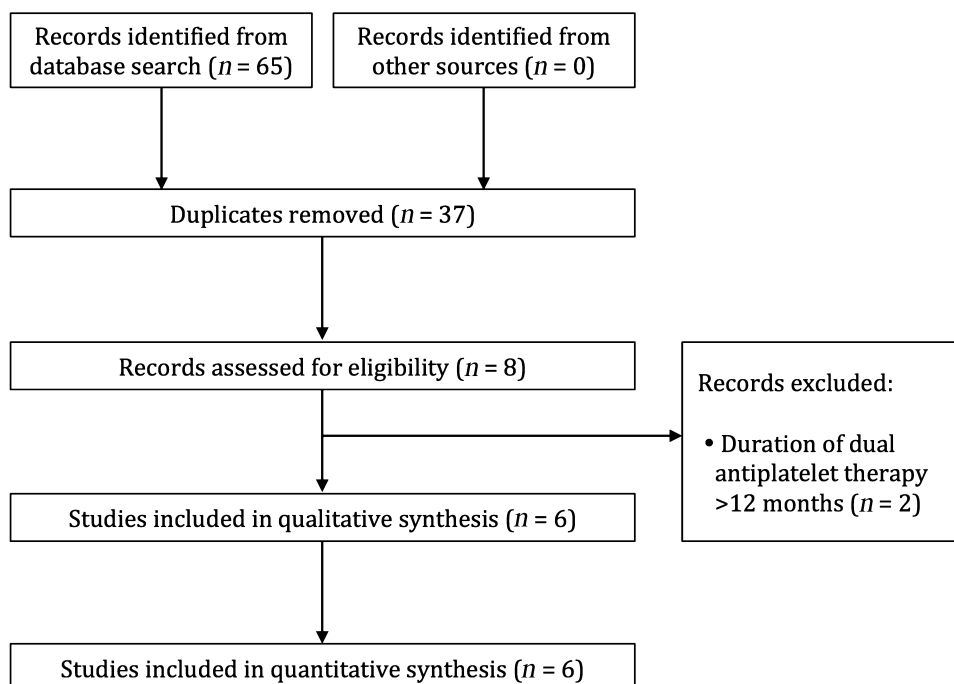 Records identified from
database search (n = 65)
Records identified from
other sources (n = 0)
Duplicates removed (n = 37)
Records assessed for eligibility (n = 8)
Records excluded:
• Duration of dual
antiplatelet therapy
>12 months (n = 2)
Studies included in qualitative synthesis (n = 6)
Studies included in quantitative synthesis (n = 6)